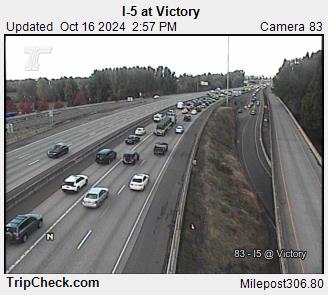 I-5 at Victory
Updated Oct 16 2024 2:57 PM Camera 83
N
83 - I5 @ Victory
TripCheck.com Milepost306.80